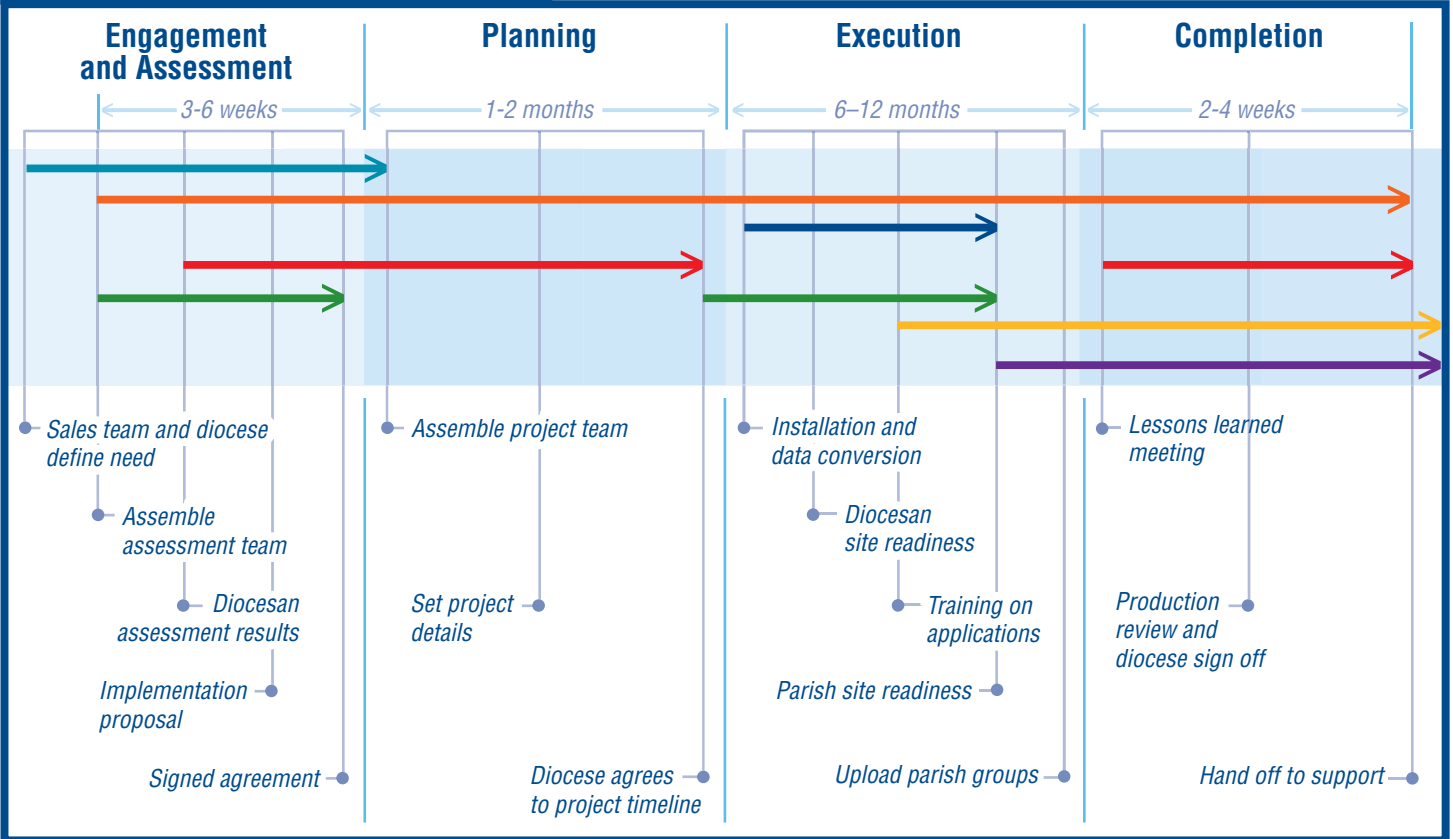 Engagement
and Assessment
Planning
Execution
Completion
3-6 weeks
1-2 months
6–12 months
2-4 weeks
Sales team and diocese
define need
Assemble
assessment team
Diocesan
assessment results
Implementation
proposal
Signed agreement
Assemble project team
Set project
details
Diocese agrees
to project timeline
Installation and
data conversion
Diocesan
site readiness
Training on
applications
Parish site readiness
Upload parish groups
Lessons learned
meeting
Production
review and
diocese sign off
Hand off to support